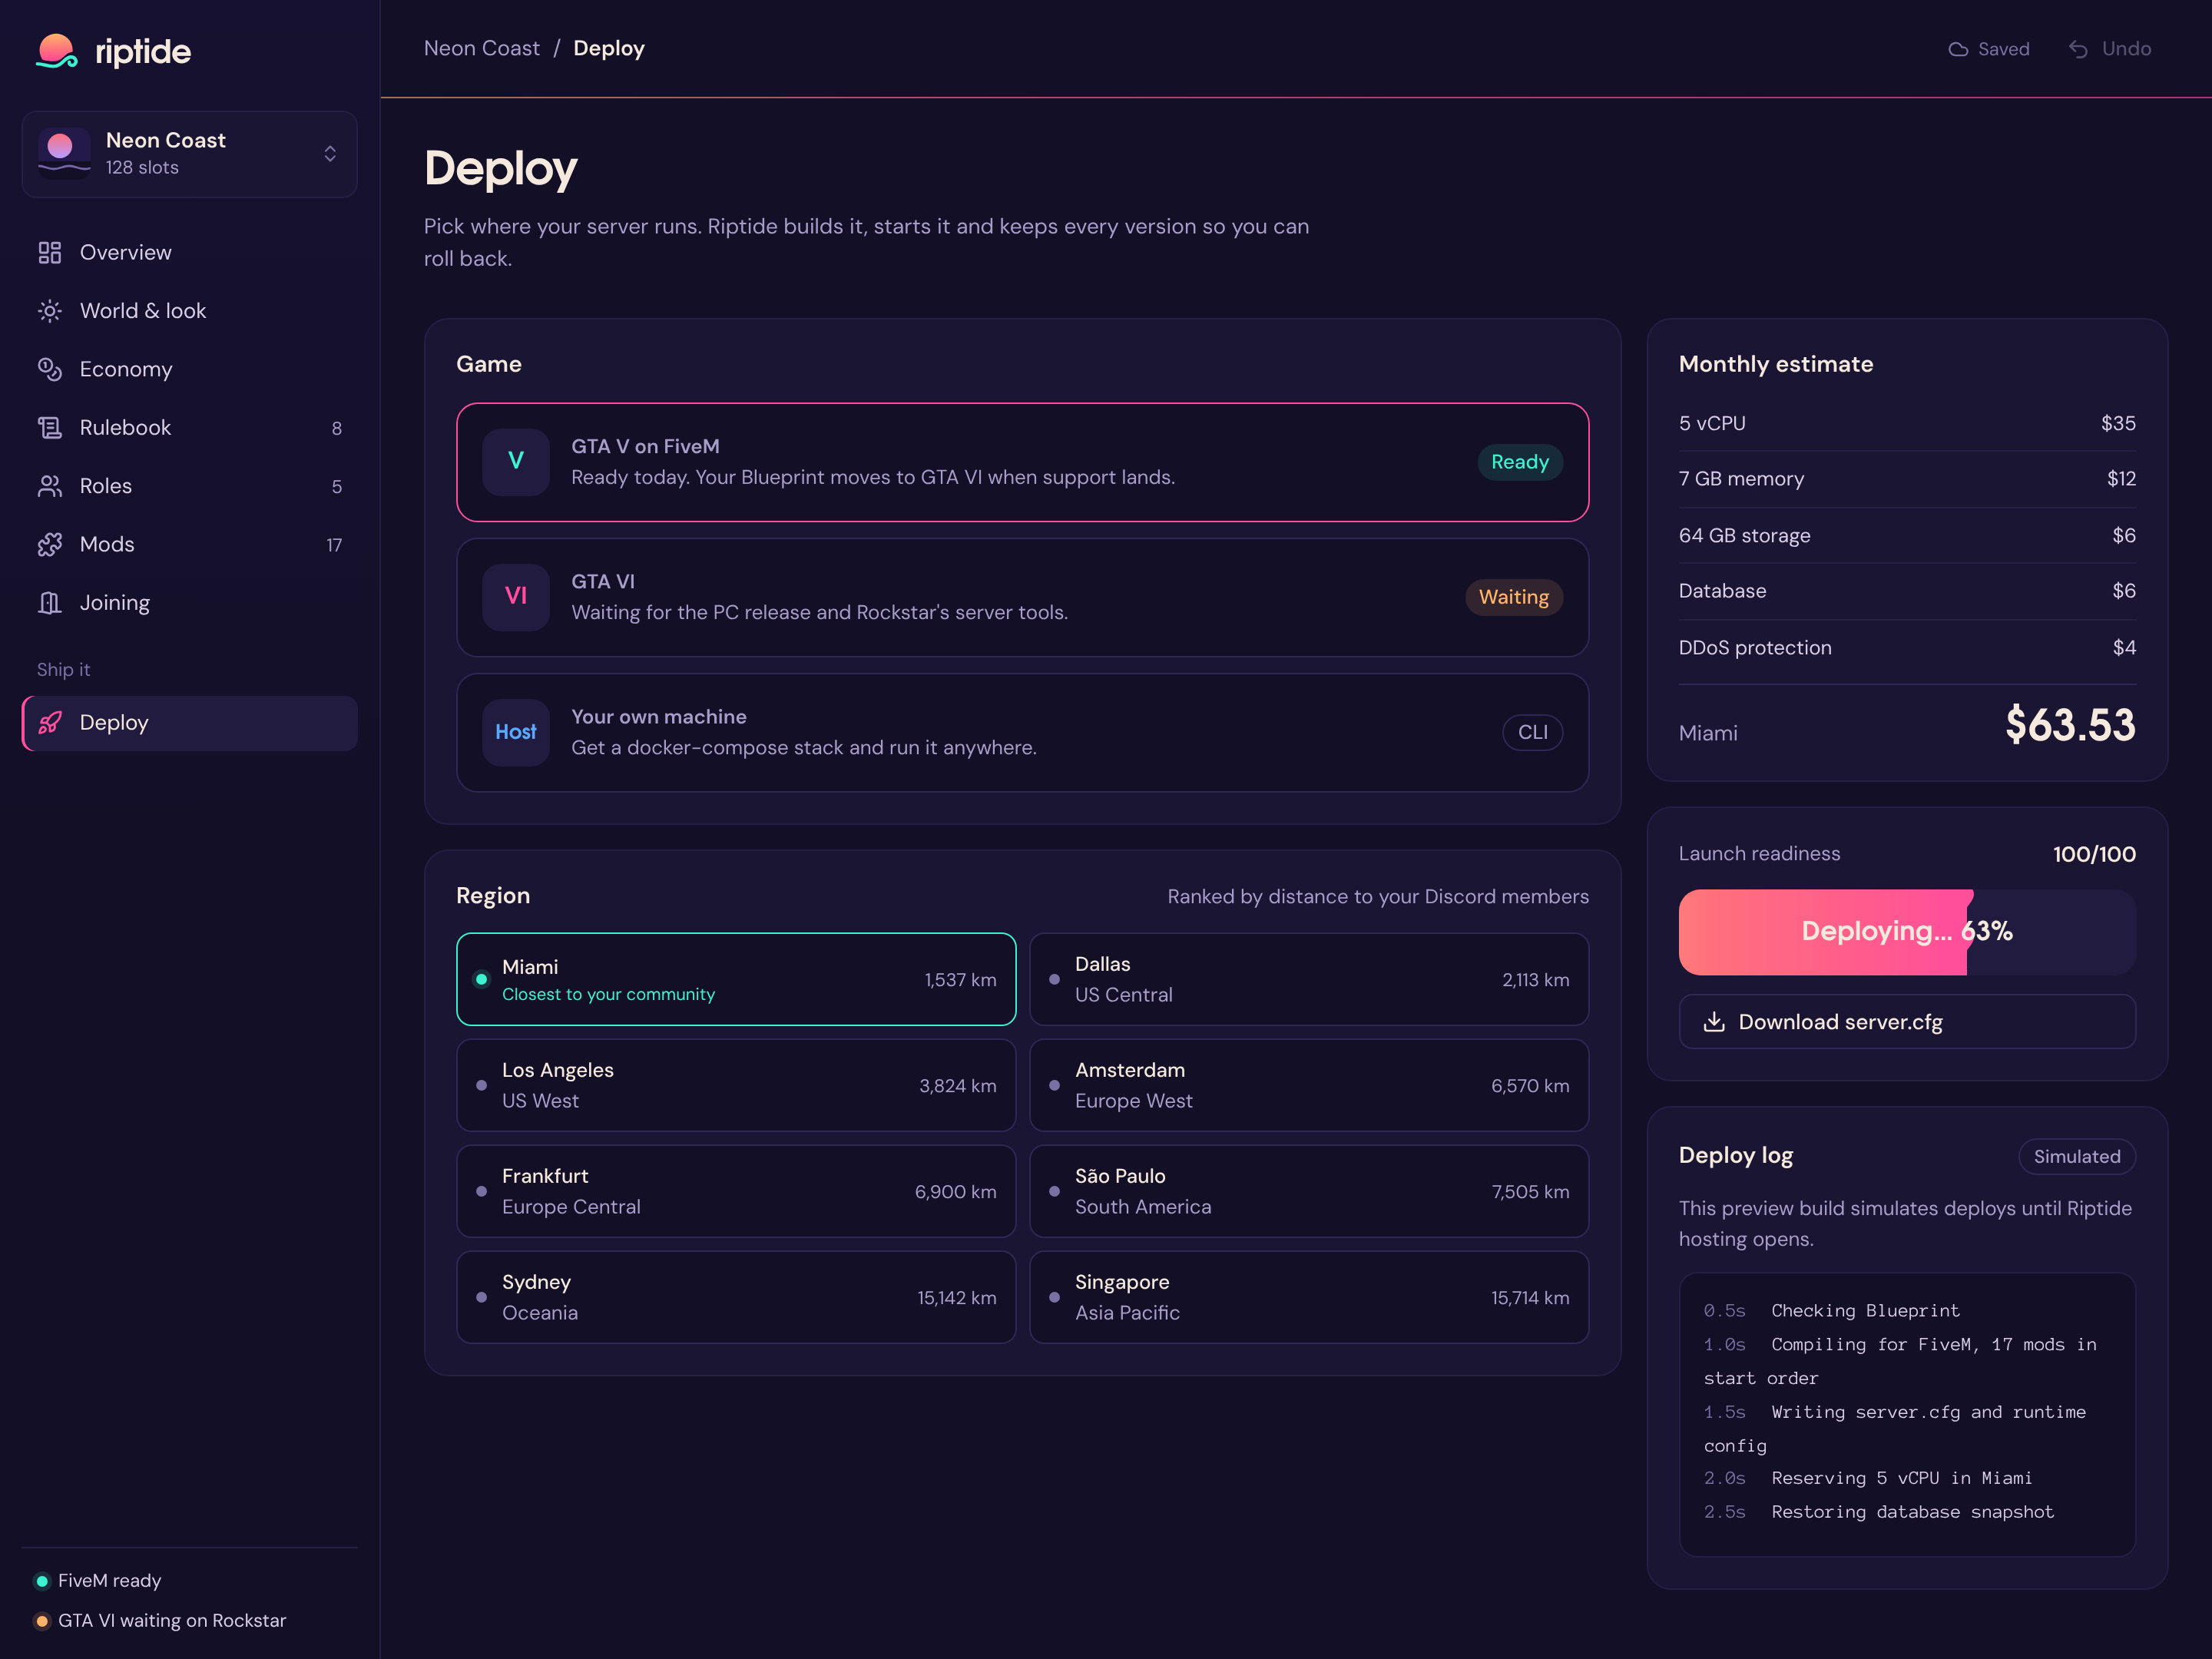 riptide
Neon Coast
128 slots
Overview
World & look
Economy
Rulebook 8
Roles 5
Mods 17
Joining
Ship it
Deploy
FiveM ready
GTA VI waiting on Rockstar
Neon Coast / Deploy
Saved
Undo
Deploy
Pick where your server runs. Riptide builds it, starts it and keeps every version so you can
roll back.
Game
V
GTA V on FiveM
Ready today. Your Blueprint moves to GTA VI when support lands.
Ready
VI
GTA VI
Waiting for the PC release and Rockstar's server tools.
Waiting
Host
Your own machine
Get a docker-compose stack and run it anywhere.
CLI
Region
Ranked by distance to your Discord members
Miami
Closest to your community
1,537 km
Dallas
US Central
2,113 km
Los Angeles
US West
3,824 km
Amsterdam
Europe West
6,570 km
Frankfurt
Europe Central
6,900 km
São Paulo
South America
7,505 km
Sydney
Oceania
15,142 km
Singapore
Asia Pacific
15,714 km
Monthly estimate
5 vCPU $35
7 GB memory $12
64 GB storage $6
Database $6
DDoS protection $4
Miami $63.53
Launch readiness 100/100
Deploying... 63%
Download server.cfg
Deploy log
Simulated
This preview build simulates deploys until Riptide
hosting opens.
0.5s Checking Blueprint
1.0s Compiling for FiveM, 17 mods in
start order
1.5s Writing server.cfg and runtime
config
2.0s Reserving 5 vCPU in Miami
2.5s Restoring database snapshot